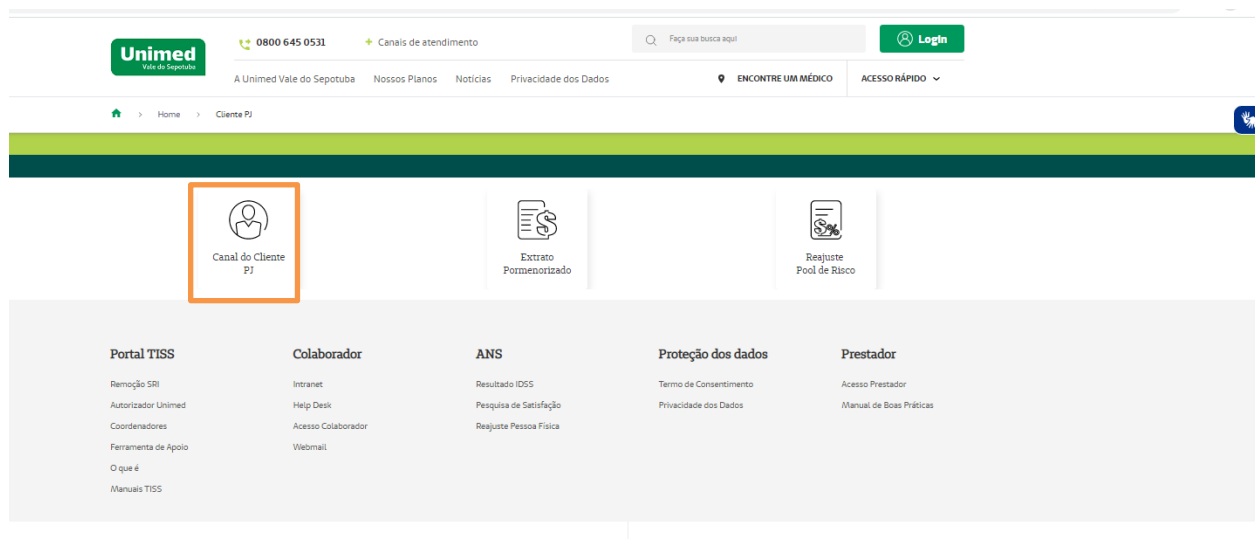 Unimed
Vale do Sepotuba
0800 645 0531
+ Canais de atendimento
Faça sua busca aqui
Login
A Unimed Vale do Sepotuba Nossos Planos Notícias Privacidade dos Dados
ENCONTRE UM MÉDICO
ACESSO RÁPIDO
> Home > Cliente PJ
Canal do Cliente
PJ
Extrato
Pormenorizado
Reajuste
Pool de Risco
Portal TISS
Remoção SRI
Autorizador Unimed
Coordenadores
Ferramenta de Apoio
O que é
Manuais TISS
Colaborador
Intranet
Help Desk
Acesso Colaborador
Webmail
ANS
Resultado IDSS
Pesquisa de Satisfação
Reajuste Pessoa Física
Proteção dos dados
Termo de Consentimento
Privacidade dos Dados
Prestador
Acesso Prestador
Manual de Boas Práticas